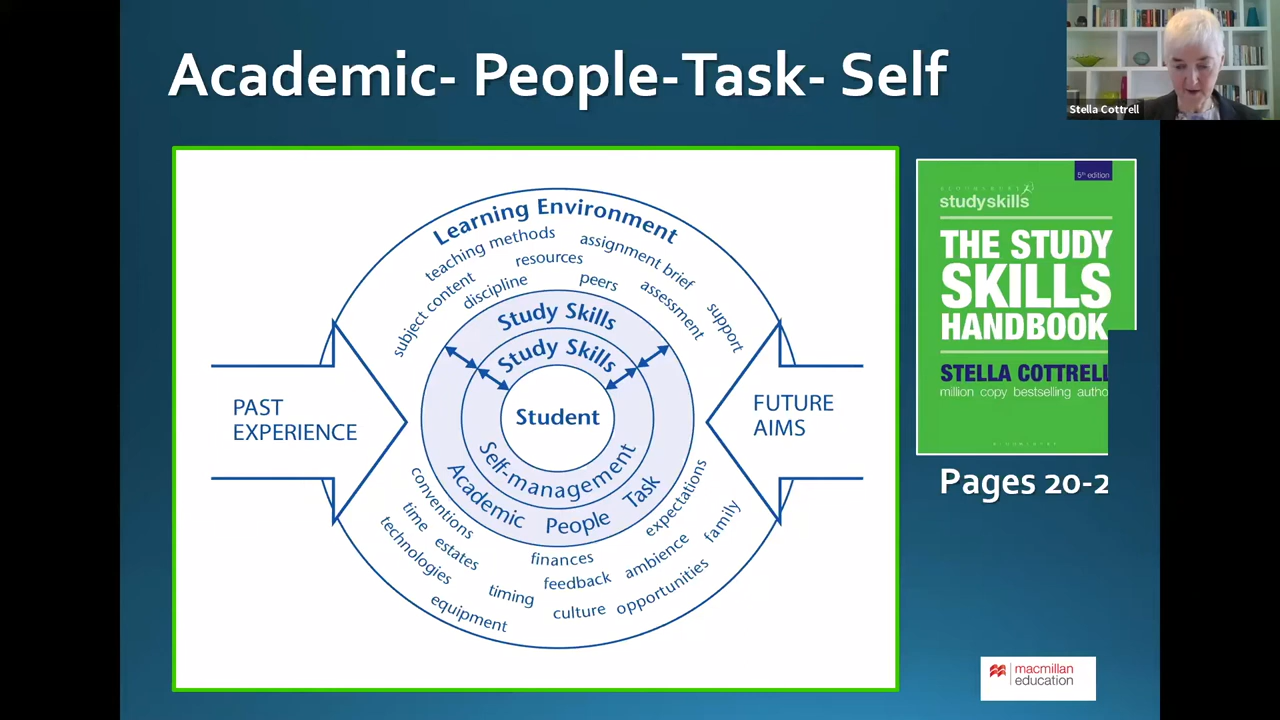 Academic- People-Task- Self
Stella Cottrell
Learning Environment
teaching methods
assignment brief
resources
subject content
discipline
peers
assessment
support
Study Skills
Study Skills
Student
Self-management
Academic People Task
PAST
EXPERIENCE
FUTURE
AIMS
conventions
expectations
time
estates
family
technologies
finances
ambience
feedback
timing
opportunities
equipment
culture
5th edition
BLOOMSBURY
studyskills
THE STUDY
SKILLS
HANDBOOK
STELLA COTTRELL
million copy bestselling autho
BLOOMSBURY
Pages 20-2
macmillan
education